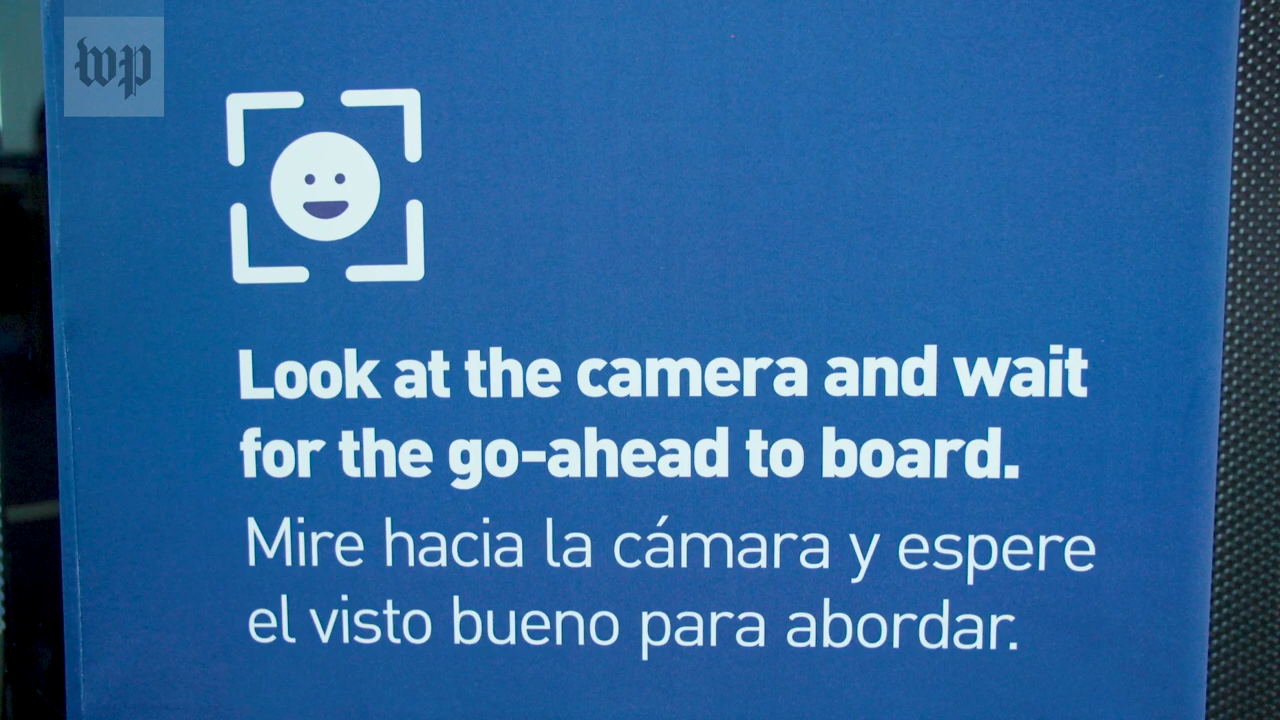 wp
Look at the camera and wait
for the go-ahead to board.
Mire hacia la cámara y espere
el visto bueno para abordar.